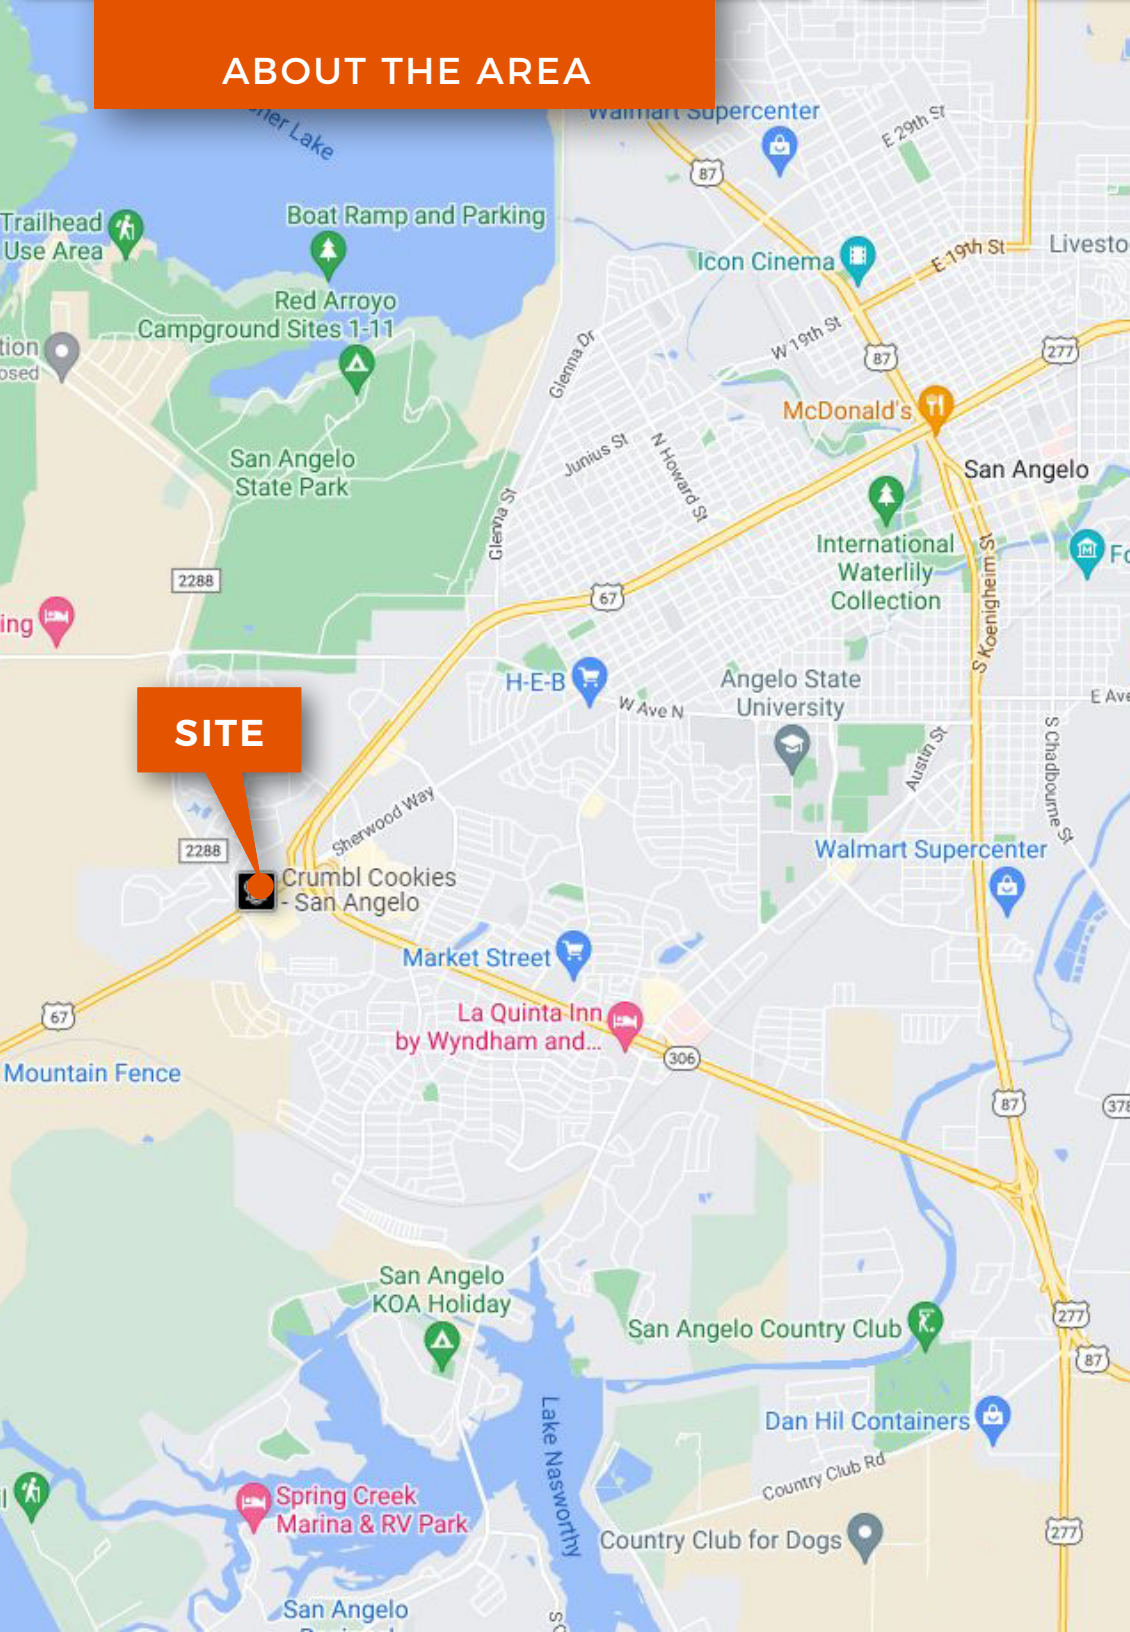 ABOUT THE AREA
Lake
Walmart Supercenter
E 29th St
87
Trailhead
Use Area
Boat Ramp and Parking
Icon Cinema
E 19th St
Red Arroyo
Campground Sites 1-11
W 19th St
87
277
Glenna Dr
McDonald's
Junius St
N Howard St
San Angelo
State Park
San Angelo
Glenna St
International
Waterlily
Collection
S Koenigheim St
2288
67
H-E-B
W Ave N
Angelo State
University
SITE
Austin St
S Chadbourne St
Sherwood Way
2288
Walmart Supercenter
Crumbl Cookies
- San Angelo
Market Street
La Quinta Inn
by Wyndham and...
67
306
Mountain Fence
87
San Angelo
KOA Holiday
San Angelo Country Club
277
87
Lake Nasworthy
Dan Hil Containers
Country Club Rd
Spring Creek
Marina & RV Park
Country Club for Dogs
277
San Angelo